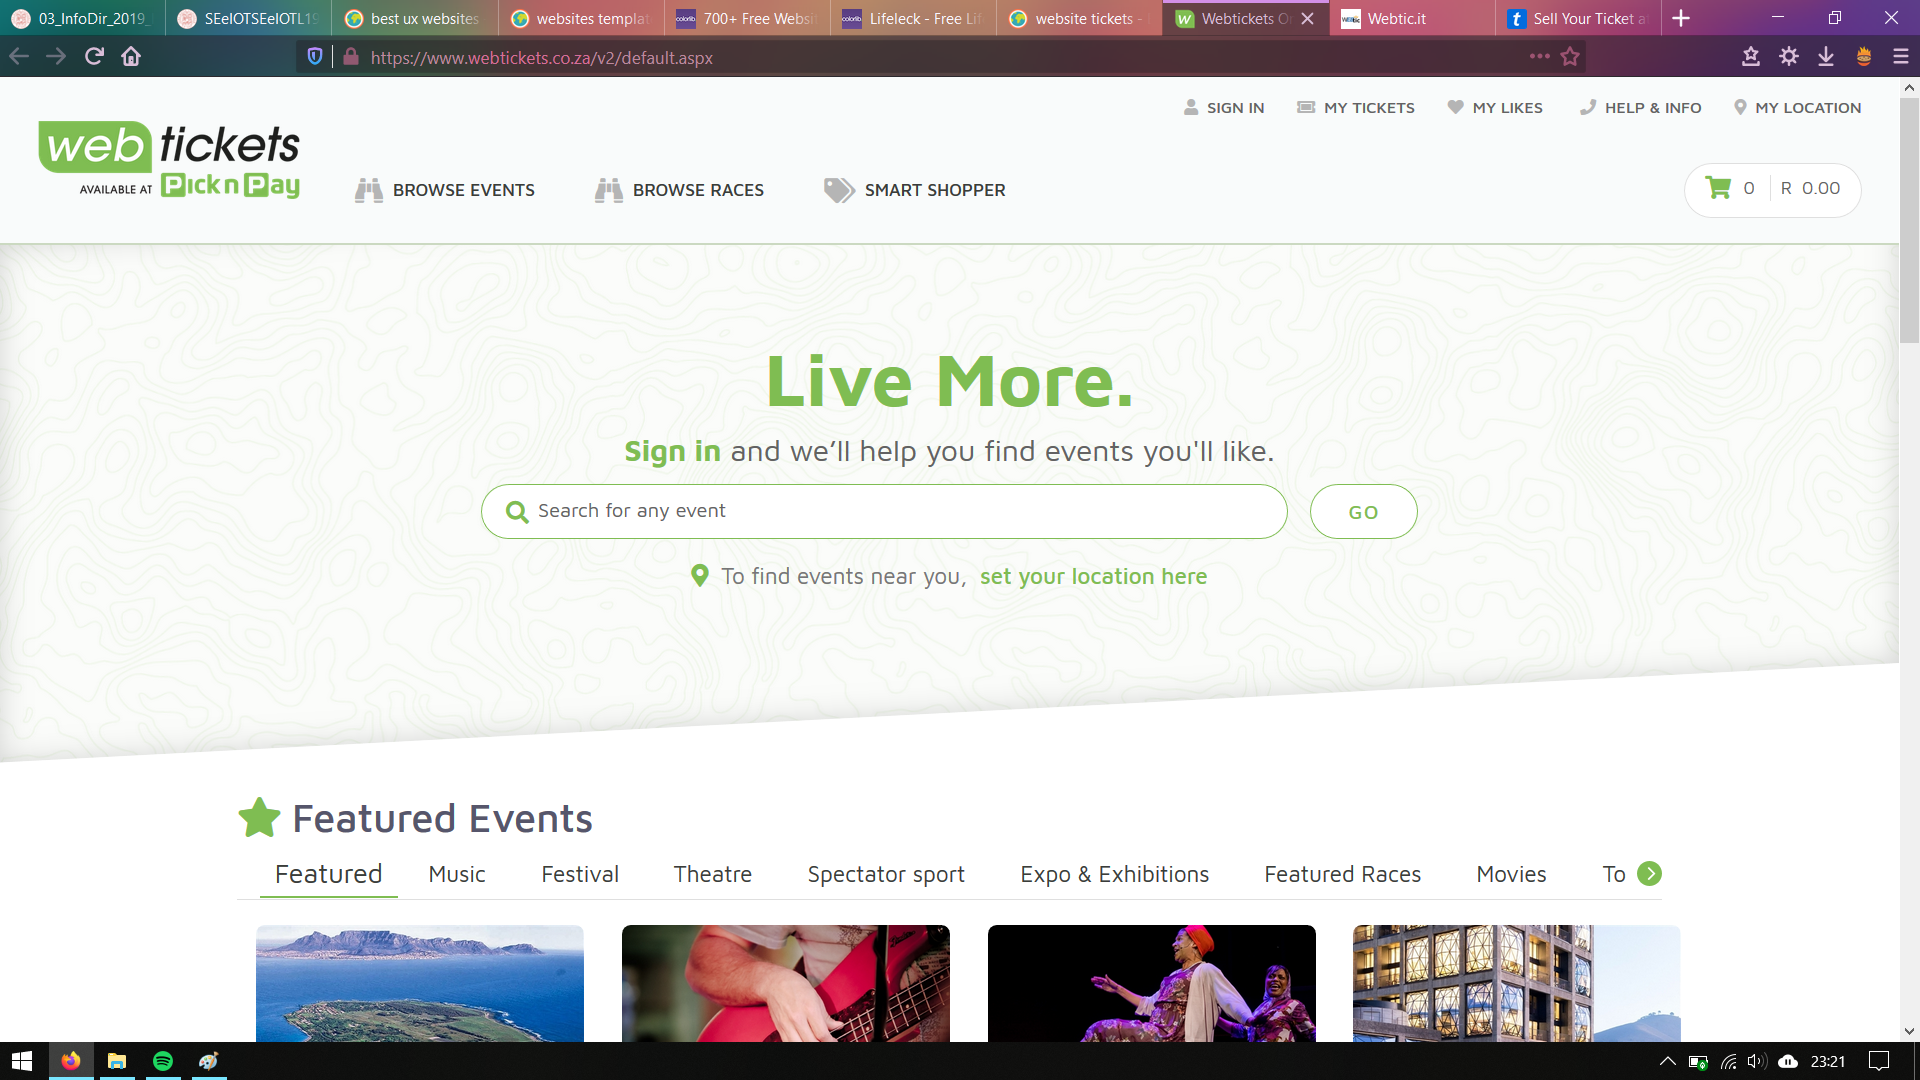 03_InfoDir_2019_
SEeIOTSEeIOTL19
best ux websites
websites templat
700+ Free Websi
Lifeleck - Free Lif
website tickets -
Webtickets On
Webtic.it
Sell Your Ticket a
https://www.webtickets.co.za/v2/default.aspx
SIGN IN
MY TICKETS
MY LIKES
HELP & INFO
MY LOCATION
web tickets
AVAILABLE AT Pick n Pay
BROWSE EVENTS
BROWSE RACES
SMART SHOPPER
0
R 0.00
Live More.
Sign in and we’ll help you find events you'll like.
Search for any event
GO
To find events near you, set your location here
Featured Events
Featured
Music
Festival
Theatre
Spectator sport
Expo & Exhibitions
Featured Races
Movies
To
23:21